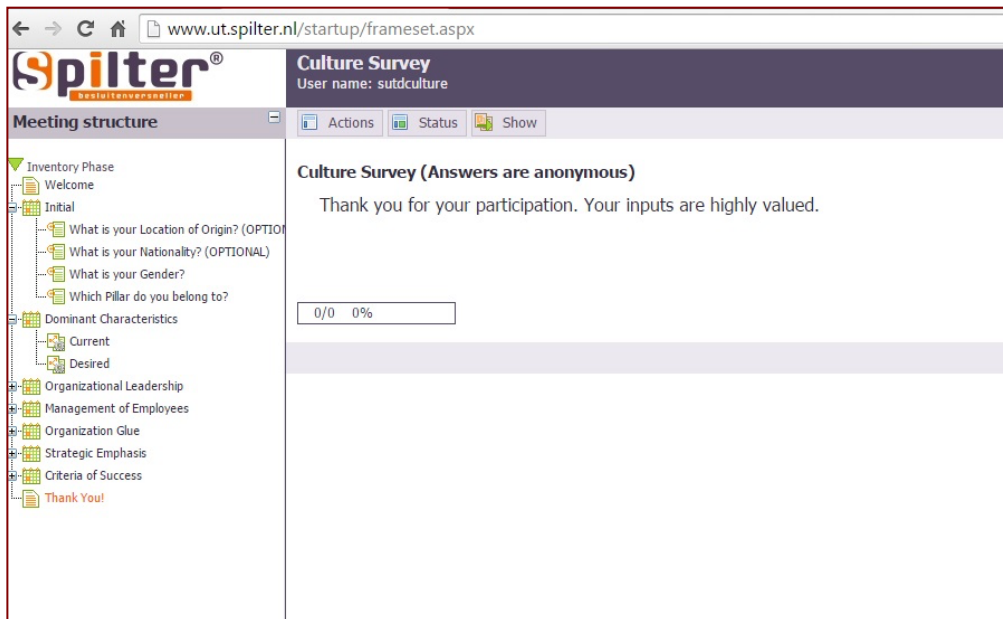 www.ut.spilter.nl/startup/frameset.aspx
Spilter®
besluitenversneller
Culture Survey
User name: sutdculture
Meeting structure
Actions Status Show
Inventory Phase
Welcome
Initial
What is your Location of Origin? (OPTION
What is your Nationality? (OPTIONAL)
What is your Gender?
Which Pillar do you belong to?
Dominant Characteristics
Current
Desired
Organizational Leadership
Management of Employees
Organization Glue
Strategic Emphasis
Criteria of Success
Thank You!
Culture Survey (Answers are anonymous)
Thank you for your participation. Your inputs are highly valued.
0/0 0%